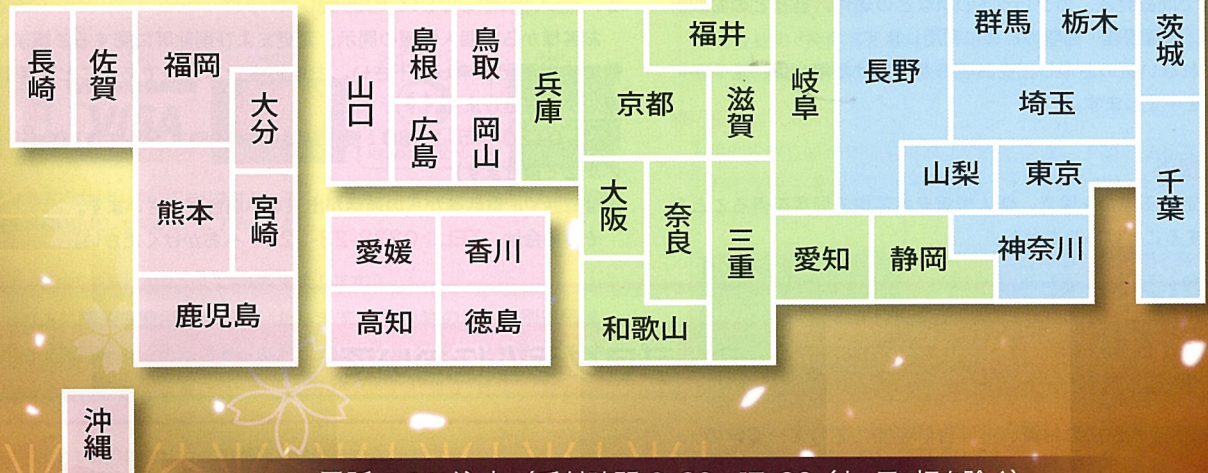 長崎
佐賀
福岡
大分
熊本
宮崎
鹿児島
沖縄
山口
島根
鳥取
広島
岡山
愛媛
香川
高知
徳島
兵庫
福井
京都
滋賀
大阪
奈良
三重
和歌山
岐阜
愛知
静岡
長野
群馬
栃木
茨城
埼玉
山梨
東京
千葉
神奈川